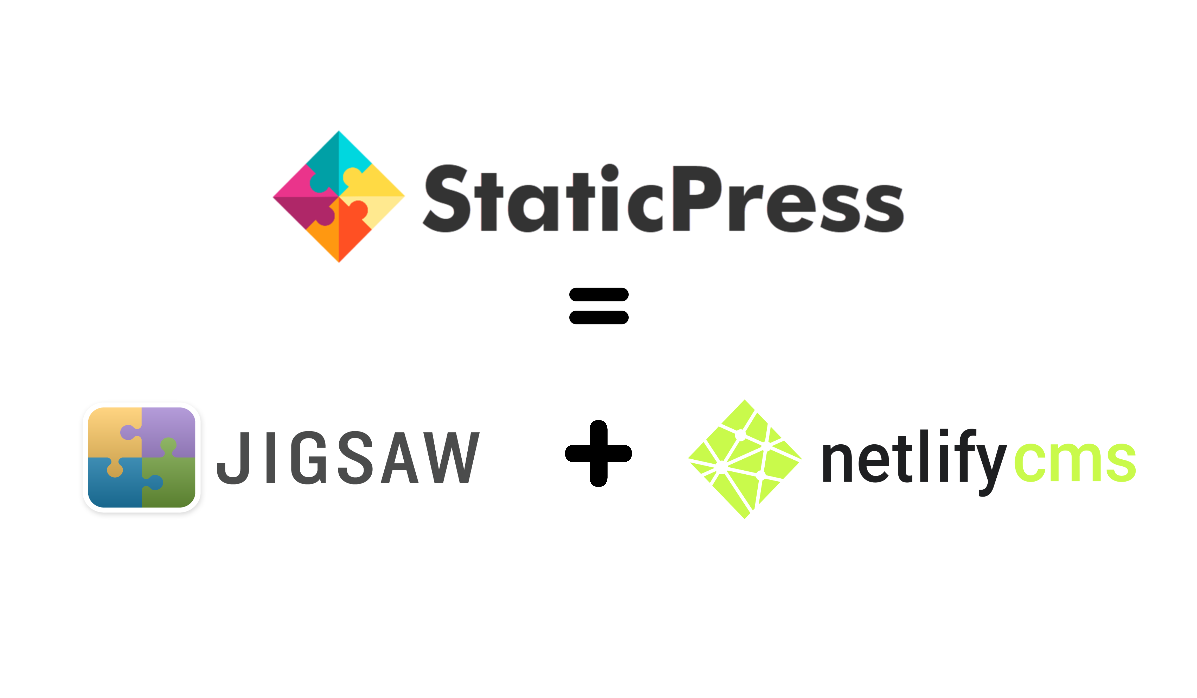 StaticPress
=
JIGSAW + netlifycms